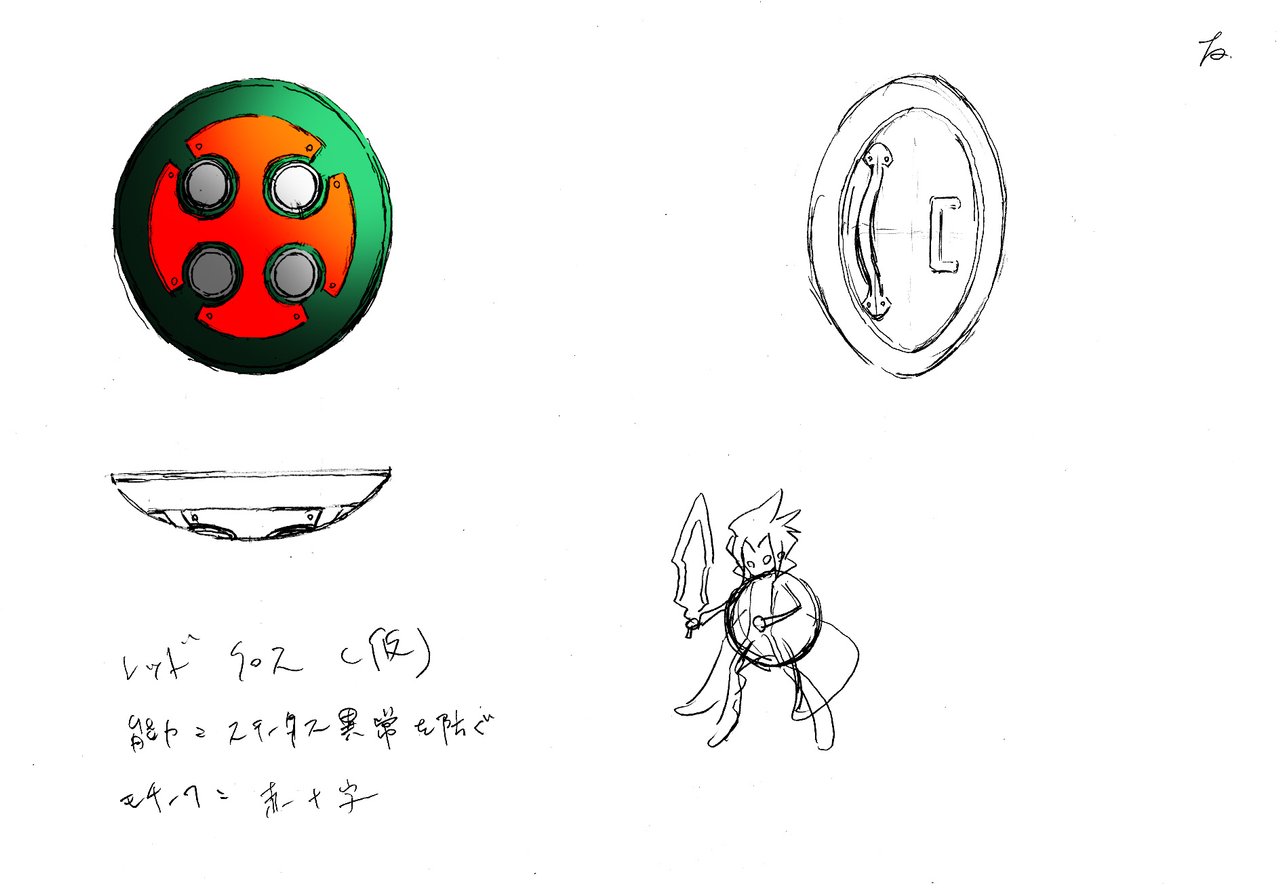 レッド クロス (仮)
能力= ステータス異常を防ぐ
モチーフ= 赤十字